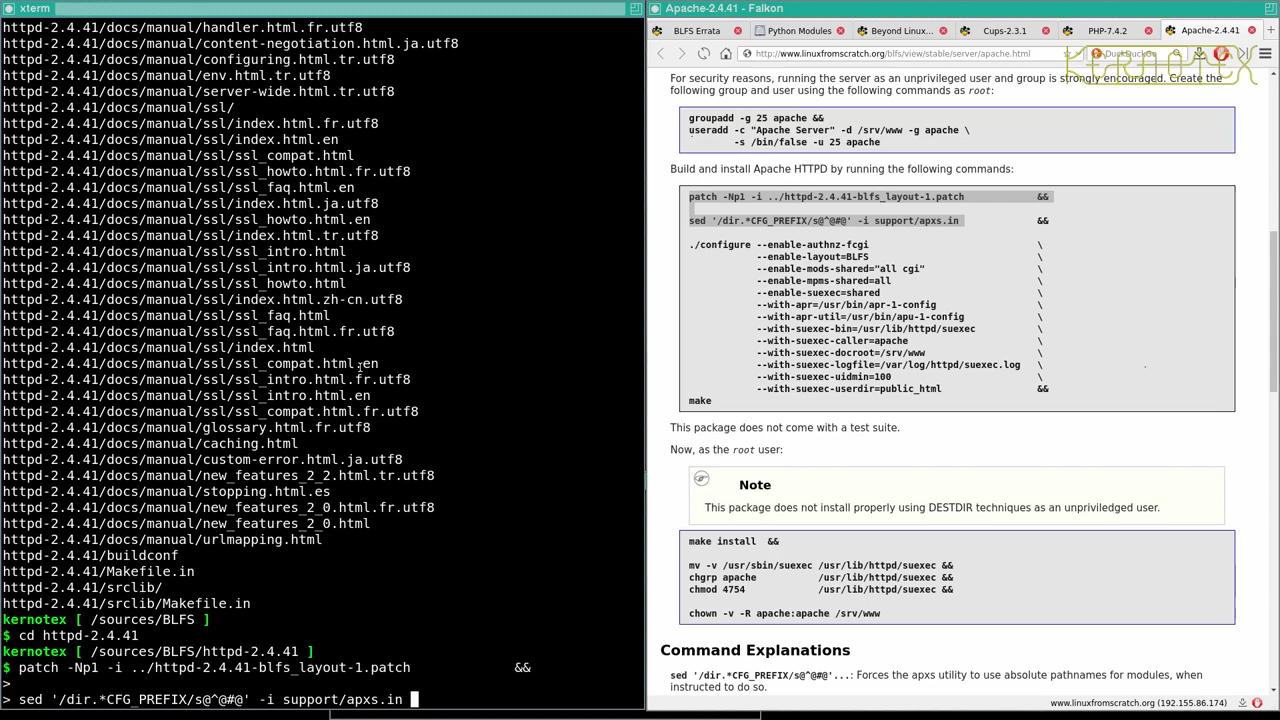 xterm
httpd-2.4.41/docs/manual/handler.html.fr.utf8
httpd-2.4.41/docs/manual/content-negotiation.html.ja.utf8
httpd-2.4.41/docs/manual/configuring.html.tr.utf8
httpd-2.4.41/docs/manual/env.html.tr.utf8
httpd-2.4.41/docs/manual/server-wide.html.tr.utf8
httpd-2.4.41/docs/manual/ssl/
httpd-2.4.41/docs/manual/ssl/index.html.fr.utf8
httpd-2.4.41/docs/manual/ssl/index.html.en
httpd-2.4.41/docs/manual/ssl/ssl_compat.html
httpd-2.4.41/docs/manual/ssl/ssl_howto.html.fr.utf8
httpd-2.4.41/docs/manual/ssl/ssl_faq.html.en
httpd-2.4.41/docs/manual/ssl/index.html.ja.utf8
httpd-2.4.41/docs/manual/ssl/ssl_howto.html.en
httpd-2.4.41/docs/manual/ssl/index.html.tr.utf8
httpd-2.4.41/docs/manual/ssl/ssl_intro.html
httpd-2.4.41/docs/manual/ssl/ssl_intro.html.ja.utf8
httpd-2.4.41/docs/manual/ssl/ssl_howto.html
httpd-2.4.41/docs/manual/ssl/index.html.zh-cn.utf8
httpd-2.4.41/docs/manual/ssl/ssl_faq.html
httpd-2.4.41/docs/manual/ssl/ssl_faq.html.fr.utf8
httpd-2.4.41/docs/manual/ssl/index.html
httpd-2.4.41/docs/manual/ssl/ssl_compat.html.en
httpd-2.4.41/docs/manual/ssl/ssl_intro.html.fr.utf8
httpd-2.4.41/docs/manual/ssl/ssl_intro.html.en
httpd-2.4.41/docs/manual/ssl/ssl_compat.html.fr.utf8
httpd-2.4.41/docs/manual/glossary.html.fr.utf8
httpd-2.4.41/docs/manual/caching.html
httpd-2.4.41/docs/manual/custom-error.html.ja.utf8
httpd-2.4.41/docs/manual/new_features_2_2.html.tr.utf8
httpd-2.4.41/docs/manual/stopping.html.es
httpd-2.4.41/docs/manual/new_features_2_0.html.fr.utf8
httpd-2.4.41/docs/manual/new_features_2_0.html
httpd-2.4.41/docs/manual/urlmapping.html
httpd-2.4.41/buildconf
httpd-2.4.41/Makefile.in
httpd-2.4.41/srclib/
httpd-2.4.41/srclib/Makefile.in
kernotex [ /sources/BLFS ]
$ cd httpd-2.4.41
kernotex [ /sources/BLFS/httpd-2.4.41 ]
$ patch -Np1 -i ../httpd-2.4.41-blfs_layout-1.patch &&
>
> sed '/dir.*CFG_PREFIX/s@^@#@' -i support/apxs.in
Apache-2.4.41 - Falkon
BLFS Errata
Python Modules
Beyond Linux...
Cups-2.3.1
PHP-7.4.2
Apache-2.4.41
http://www.linuxfromscratch.org/blfs/view/stable/server/apache.html
DuckDuckGo
KERNOTEX
For security reasons, running the server as an unprivileged user and group is strongly encouraged. Create the
following group and user using the following commands as root:
groupadd -g 25 apache &&
useradd -c "Apache Server" -d /srv/www -g apache \
-s /bin/false -u 25 apache
Build and install Apache HTTPD by running the following commands:
patch -Np1 -i ../httpd-2.4.41-blfs_layout-1.patch &&
sed '/dir.*CFG_PREFIX/s@^@#@' -i support/apxs.in &&
./configure --enable-authnz-fcgi \
--enable-layout=BLFS \
--enable-mods-shared="all cgi" \
--enable-mpms-shared=all \
--enable-suexec=shared \
--with-apr=/usr/bin/apr-1-config \
--with-apr-util=/usr/bin/apu-1-config \
--with-suexec-bin=/usr/lib/httpd/suexec \
--with-suexec-caller=apache \
--with-suexec-docroot=/srv/www \
--with-suexec-logfile=/var/log/httpd/suexec.log \
--with-suexec-uidmin=100 \
--with-suexec-userdir=public_html &&
make
This package does not come with a test suite.
Now, as the root user:
Note
This package does not install properly using DESTDIR techniques as an unpriviledged user.
make install &&
mv -v /usr/sbin/suexec /usr/lib/httpd/suexec &&
chgrp apache /usr/lib/httpd/suexec &&
chmod 4754 /usr/lib/httpd/suexec &&
chown -v -R apache:apache /srv/www
Command Explanations
sed '/dir.*CFG_PREFIX/s@^@#@'...: Forces the apxs utility to use absolute pathnames for modules, when
instructed to do so.
www.linuxfromscratch.org (192.155.86.174)